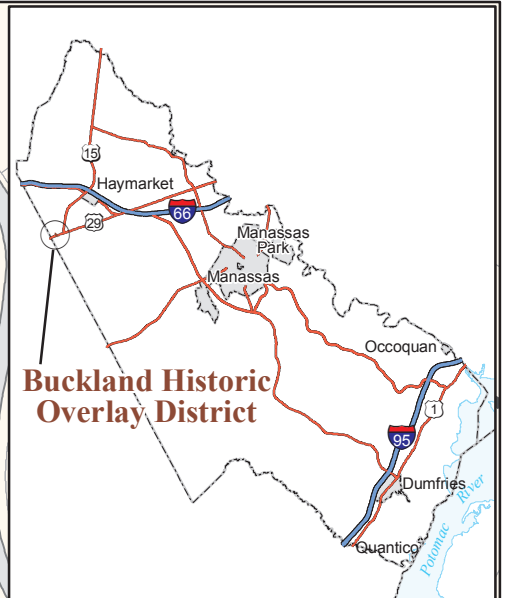 15
Haymarket
66
29
Manassas
Park
Manassas
Occoquan
Buckland Historic
Overlay District
1
95
Dumfries
Potomac River
Quantico